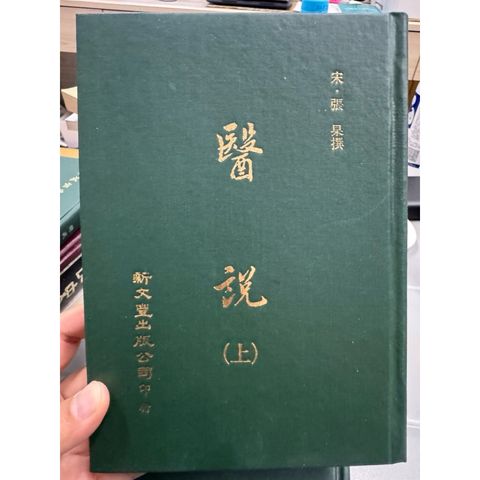 宋·張 杲撰
醫說
(上)
新文豐出版公司印行